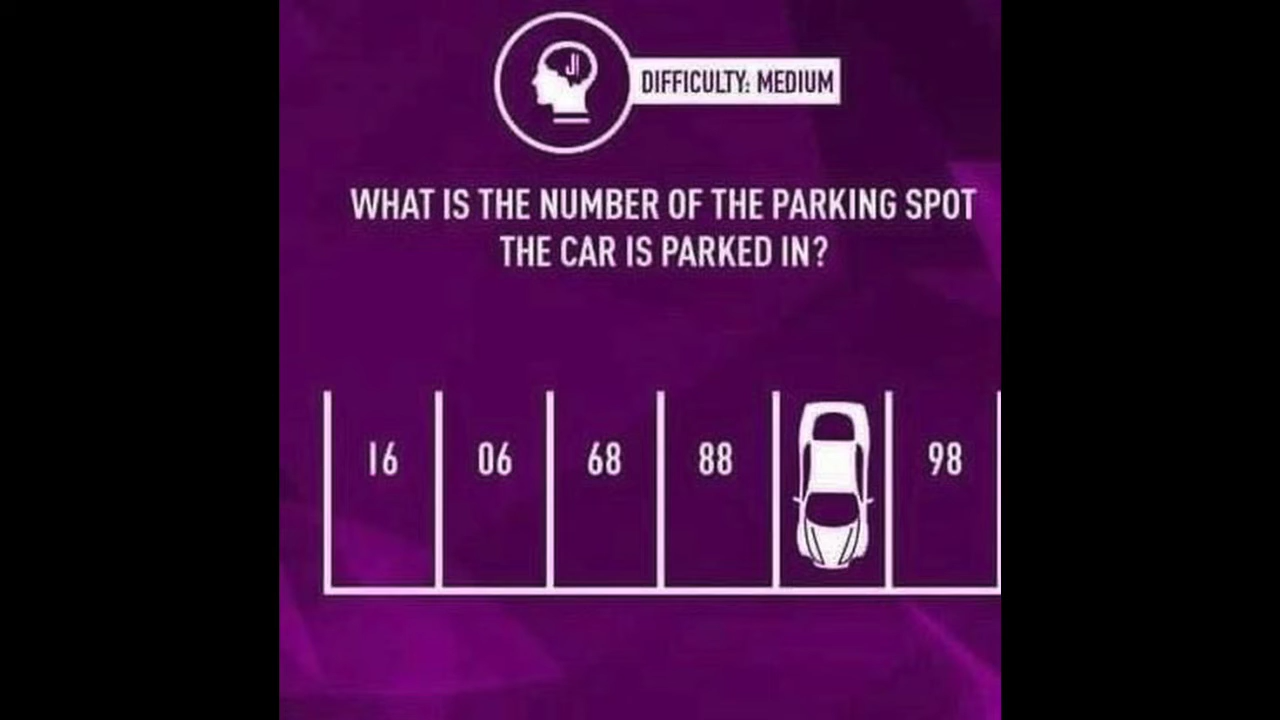 DIFFICULTY: MEDIUM
WHAT IS THE NUMBER OF THE PARKING SPOT
THE CAR IS PARKED IN?
16 06 68 88 98